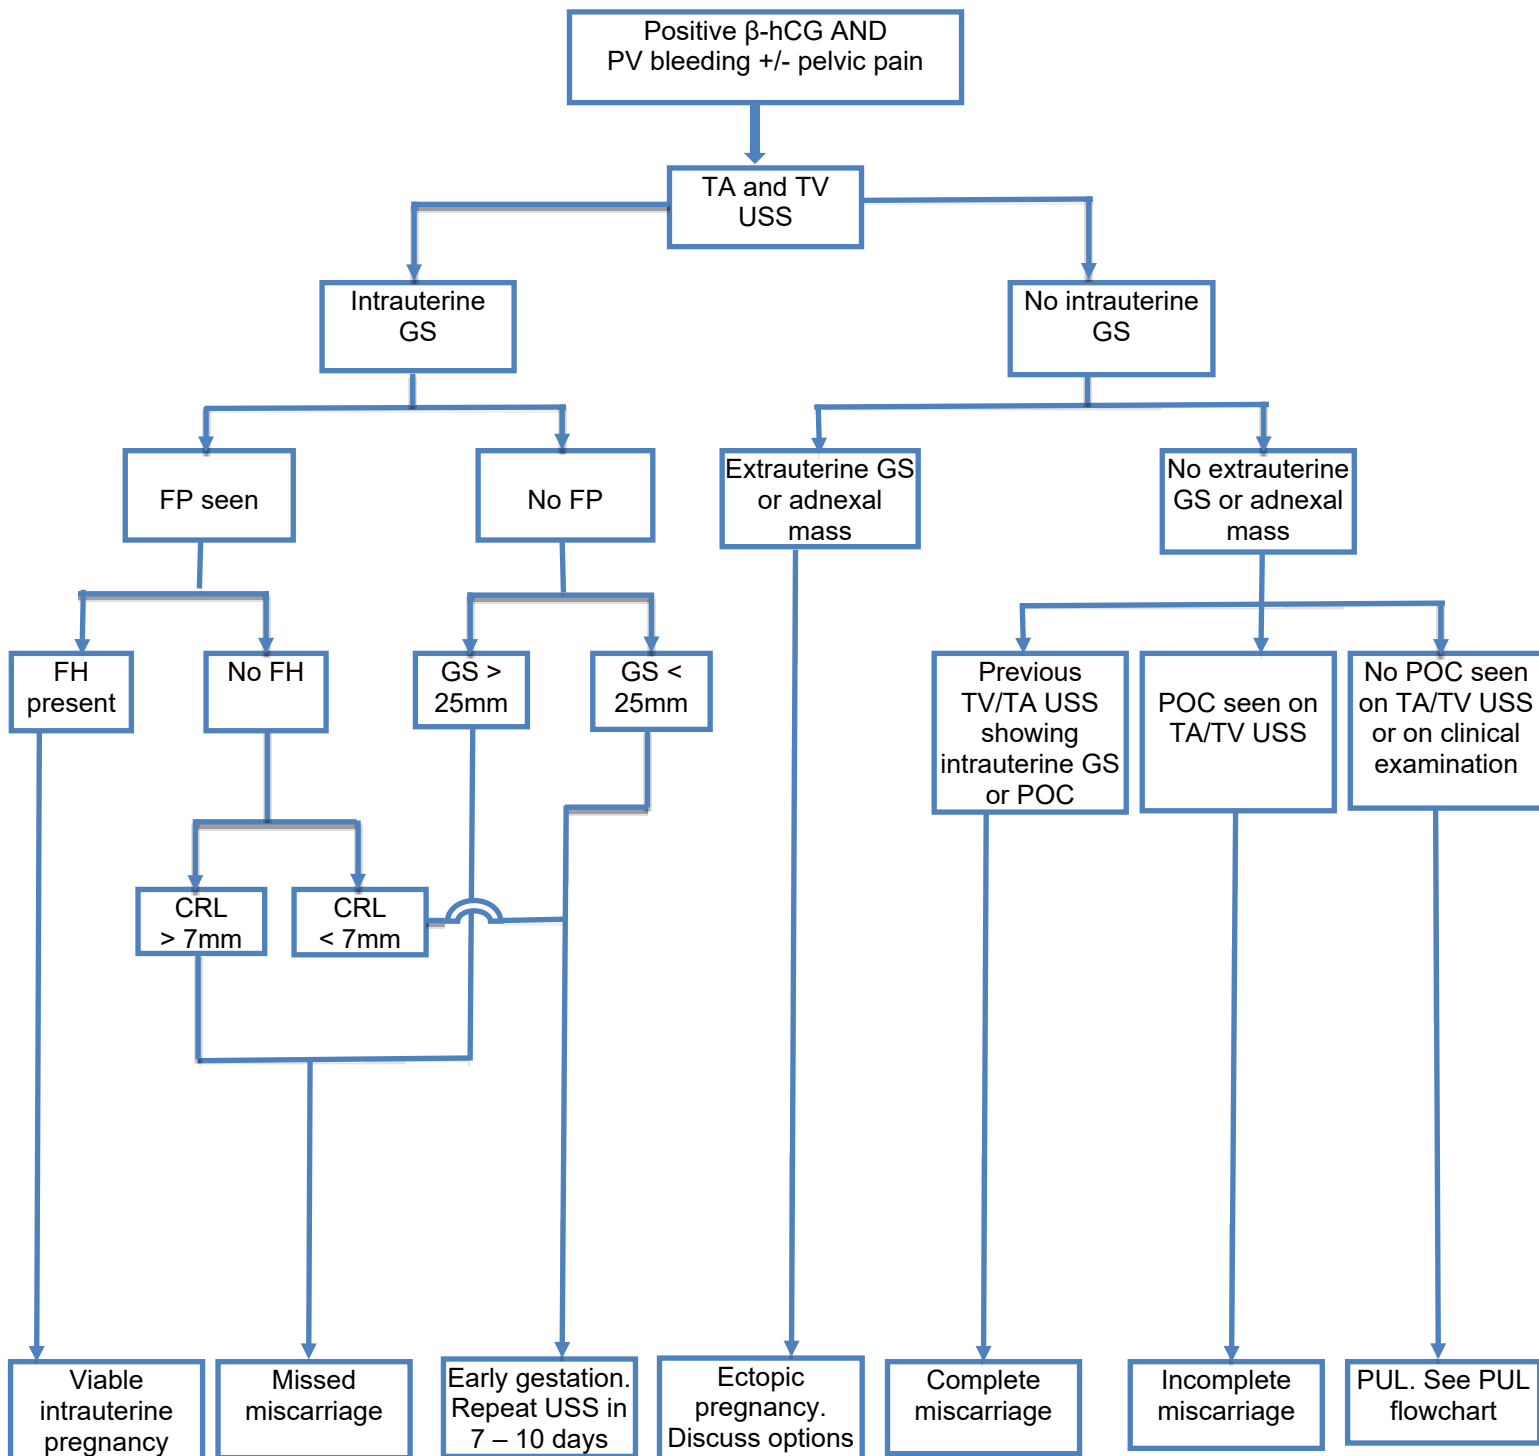 Positive β-hCG AND
PV bleeding +/- pelvic pain
TA and TV
USS
Intrauterine
GS
No intrauterine
GS
FP seen
No FP
Extrauterine GS
or adnexal
mass
No extrauterine
GS or adnexal
mass
FH
present
No FH
GS >
25mm
GS <
25mm
Previous
TV/TA USS
showing
intrauterine GS
or POC
POC seen on
TA/TV USS
No POC seen
on TA/TV USS
or on clinical
examination
CRL
> 7mm
CRL
< 7mm
Viable
intrauterine
pregnancy
Missed
miscarriage
Early gestation.
Repeat USS in
7 – 10 days
Ectopic
pregnancy.
Discuss options
Complete
miscarriage
Incomplete
miscarriage
PUL. See PUL
flowchart